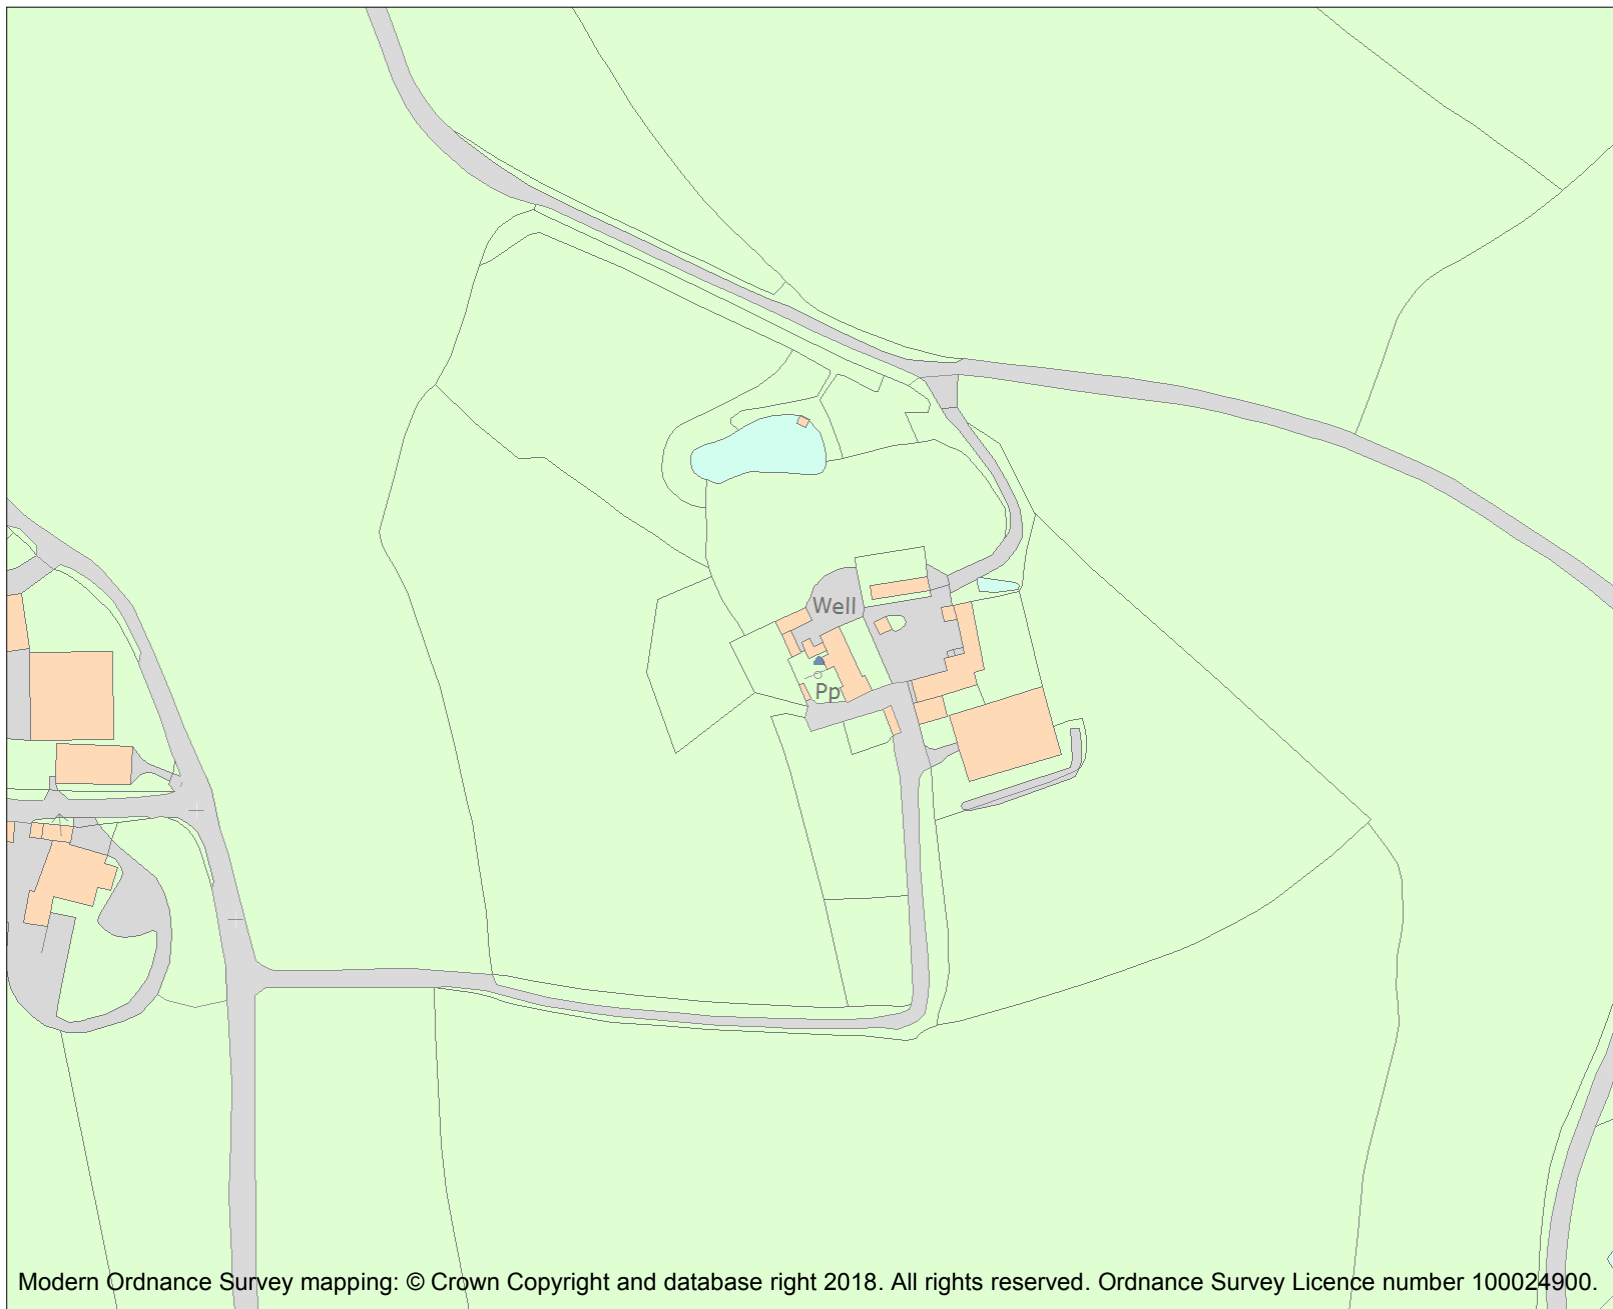 Well
Pp
Modern Ordnance Survey mapping: © Crown Copyright and database right 2018. All rights reserved. Ordnance Survey Licence number 100024900.